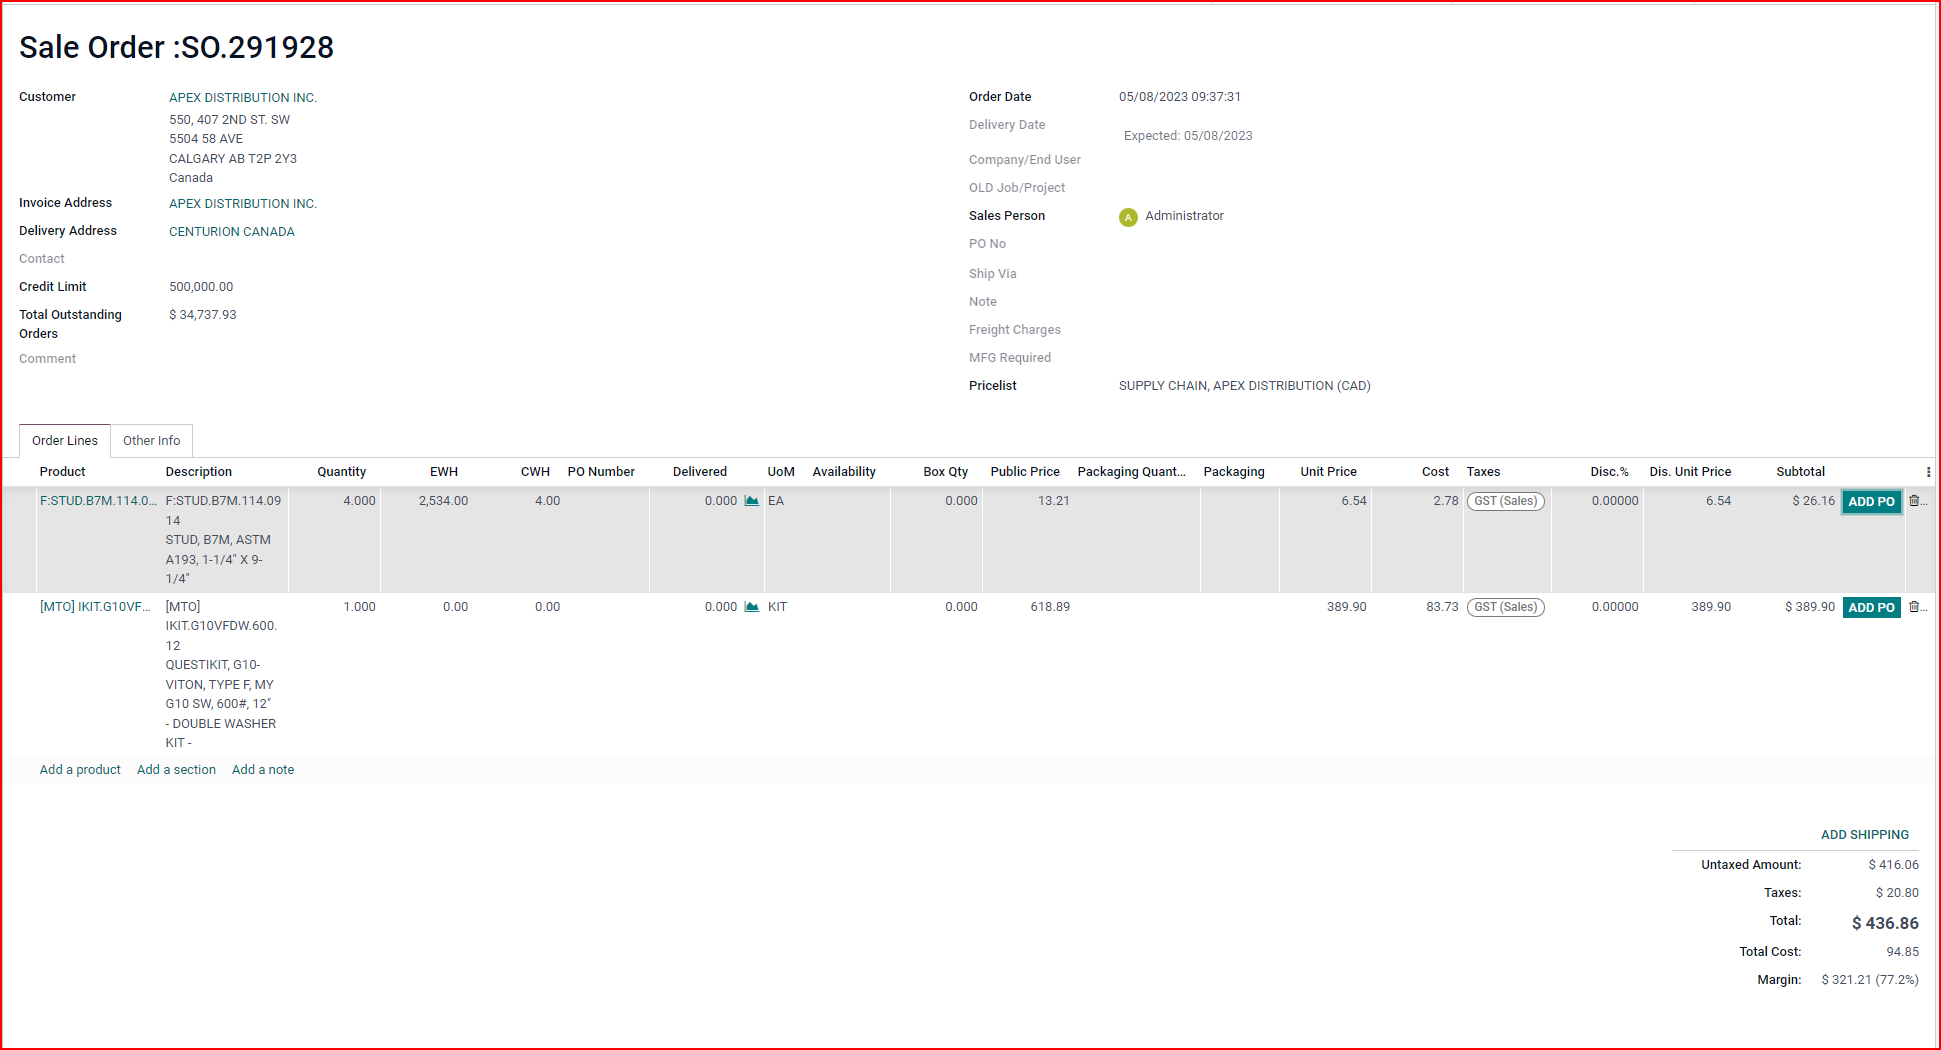 Sale Order :SO.291928
Customer
APEX DISTRIBUTION INC.
550, 407 2ND ST. SW
5504 58 AVE
CALGARY AB T2P 2Y3
Canada
Invoice Address
APEX DISTRIBUTION INC.
Delivery Address
CENTURION CANADA
Contact
Credit Limit
500,000.00
Total Outstanding
Orders
$ 34,737.93
Comment
Order Date
05/08/2023 09:37:31
Delivery Date
Expected: 05/08/2023
Company/End User
OLD Job/Project
Sales Person
A Administrator
PO No
Ship Via
Note
Freight Charges
MFG Required
Pricelist
SUPPLY CHAIN, APEX DISTRIBUTION (CAD)
Order Lines Other Info
Product Description Quantity EWH CWH PO Number Delivered UoM Availability Box Qty Public Price Packaging Quant... Packaging Unit Price Cost Taxes Disc.% Dis. Unit Price Subtotal
F:STUD.B7M.114.0... F:STUD.B7M.114.09 4.000 2,534.00 4.00 0.000 EA 0.000 13.21 6.54 2.78 GST (Sales) 0.00000 6.54 $ 26.16 ADD PO ...
14
STUD, B7M, ASTM
A193, 1-1/4" X 9-
1/4"
[MTO] IKIT.G10VF... [MTO] 1.000 0.00 0.00 0.000 KIT 0.000 618.89 389.90 83.73 GST (Sales) 0.00000 389.90 $ 389.90 ADD PO ...
IKIT.G10VFDW.600.
12
QUESTIKIT, G10-
VITON, TYPE F, MY
G10 SW, 600#, 12"
- DOUBLE WASHER
KIT -
Add a product Add a section Add a note
ADD SHIPPING
Untaxed Amount: $ 416.06
Taxes: $ 20.80
Total: $ 436.86
Total Cost: 94.85
Margin: $ 321.21 (77.2%)